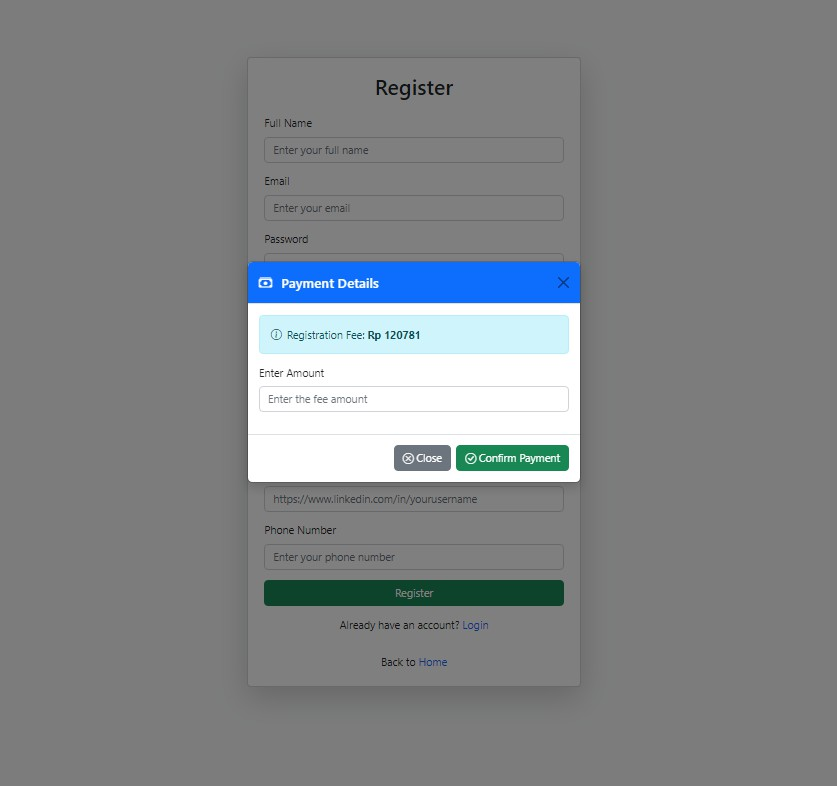 Register
Full Name
Enter your full name
Email
Enter your email
Password
Payment Details
Registration Fee: Rp 120781
Enter Amount
Enter the fee amount
Close Confirm Payment
https://www.linkedin.com/in/yourusername
Phone Number
Enter your phone number
Register
Already have an account? Login
Back to Home